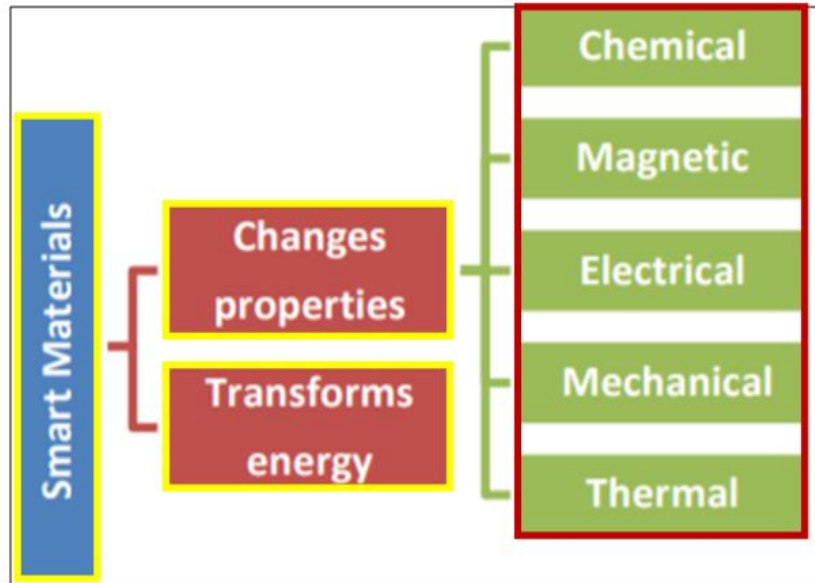 Smart Materials
Changes
properties
Transforms
energy
Chemical
Magnetic
Electrical
Mechanical
Thermal